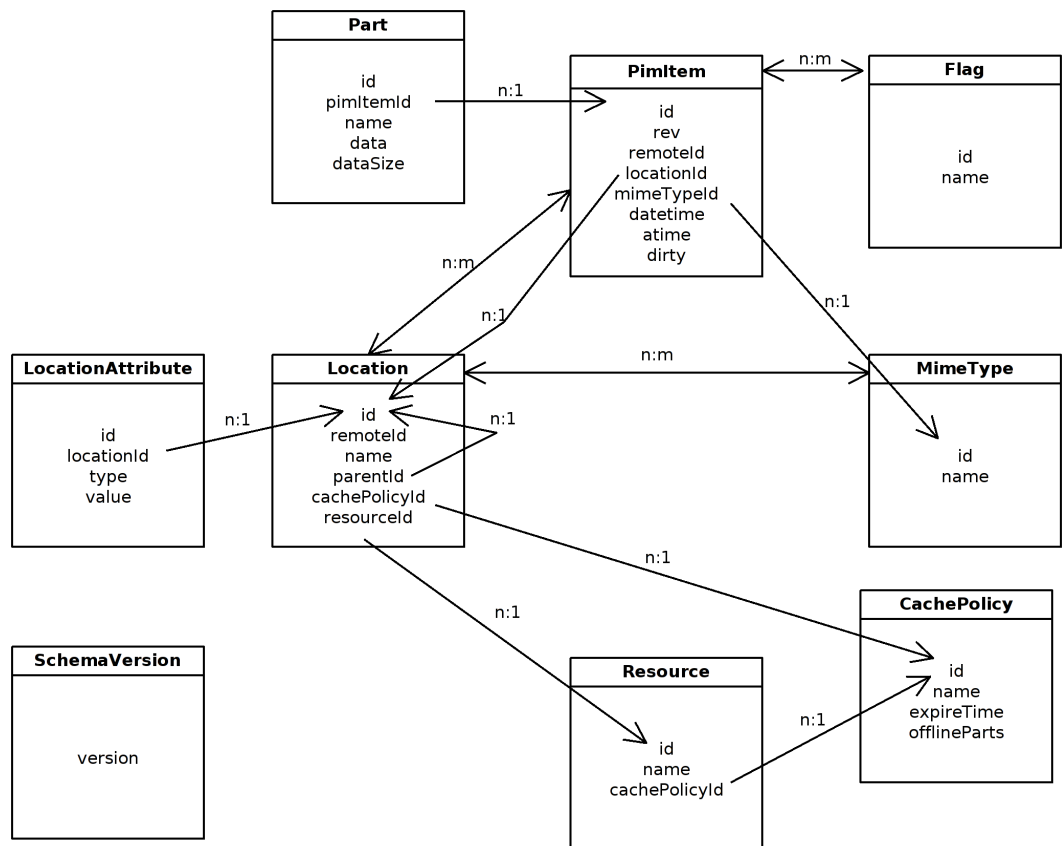 Part
id
pimItemId
name
data
dataSize
n:1
PimItem
id
rev
remoteId
locationId
mimeTypeId
datetime
atime
dirty
n:m
Flag
id
name
n:m
n:1
n:1
LocationAttribute
id
locationId
type
value
n:1
Location
id
remoteId
name
parentId
cachePolicyId
resourceId
n:1
n:m
MimeType
id
name
n:1
n:1
CachePolicy
id
name
expireTime
offlineParts
SchemaVersion
version
Resource
id
name
cachePolicyId
n:1